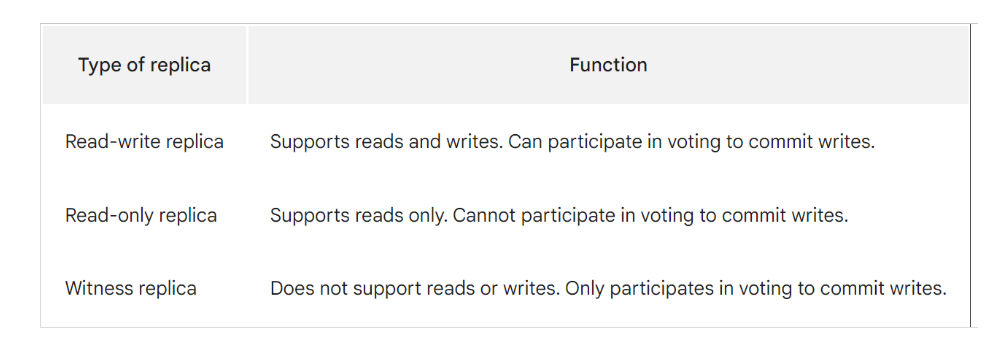 Type of replica Function
Read-write replica Supports reads and writes. Can participate in voting to commit writes.
Read-only replica Supports reads only. Cannot participate in voting to commit writes.
Witness replica Does not support reads or writes. Only participates in voting to commit writes.